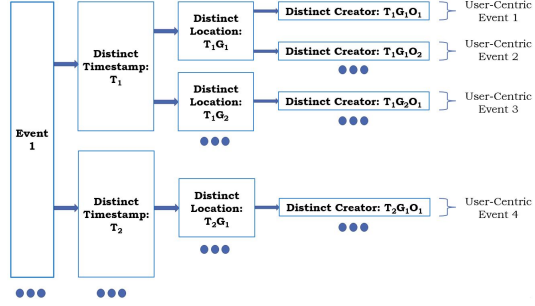 Event
1
Distinct
Timestamp:
T₁
Distinct
Location:
T₁G₁
Distinct Creator: T₁G₁O₁
User-Centric
Event 1
Distinct Creator: T₁G₁O₂
User-Centric
Event 2
Distinct
Location:
T₁G₂
Distinct Creator: T₁G₂O₁
User-Centric
Event 3
Distinct
Timestamp:
T₂
Distinct
Location:
T₂G₁
Distinct Creator: T₂G₁O₁
User-Centric
Event 4